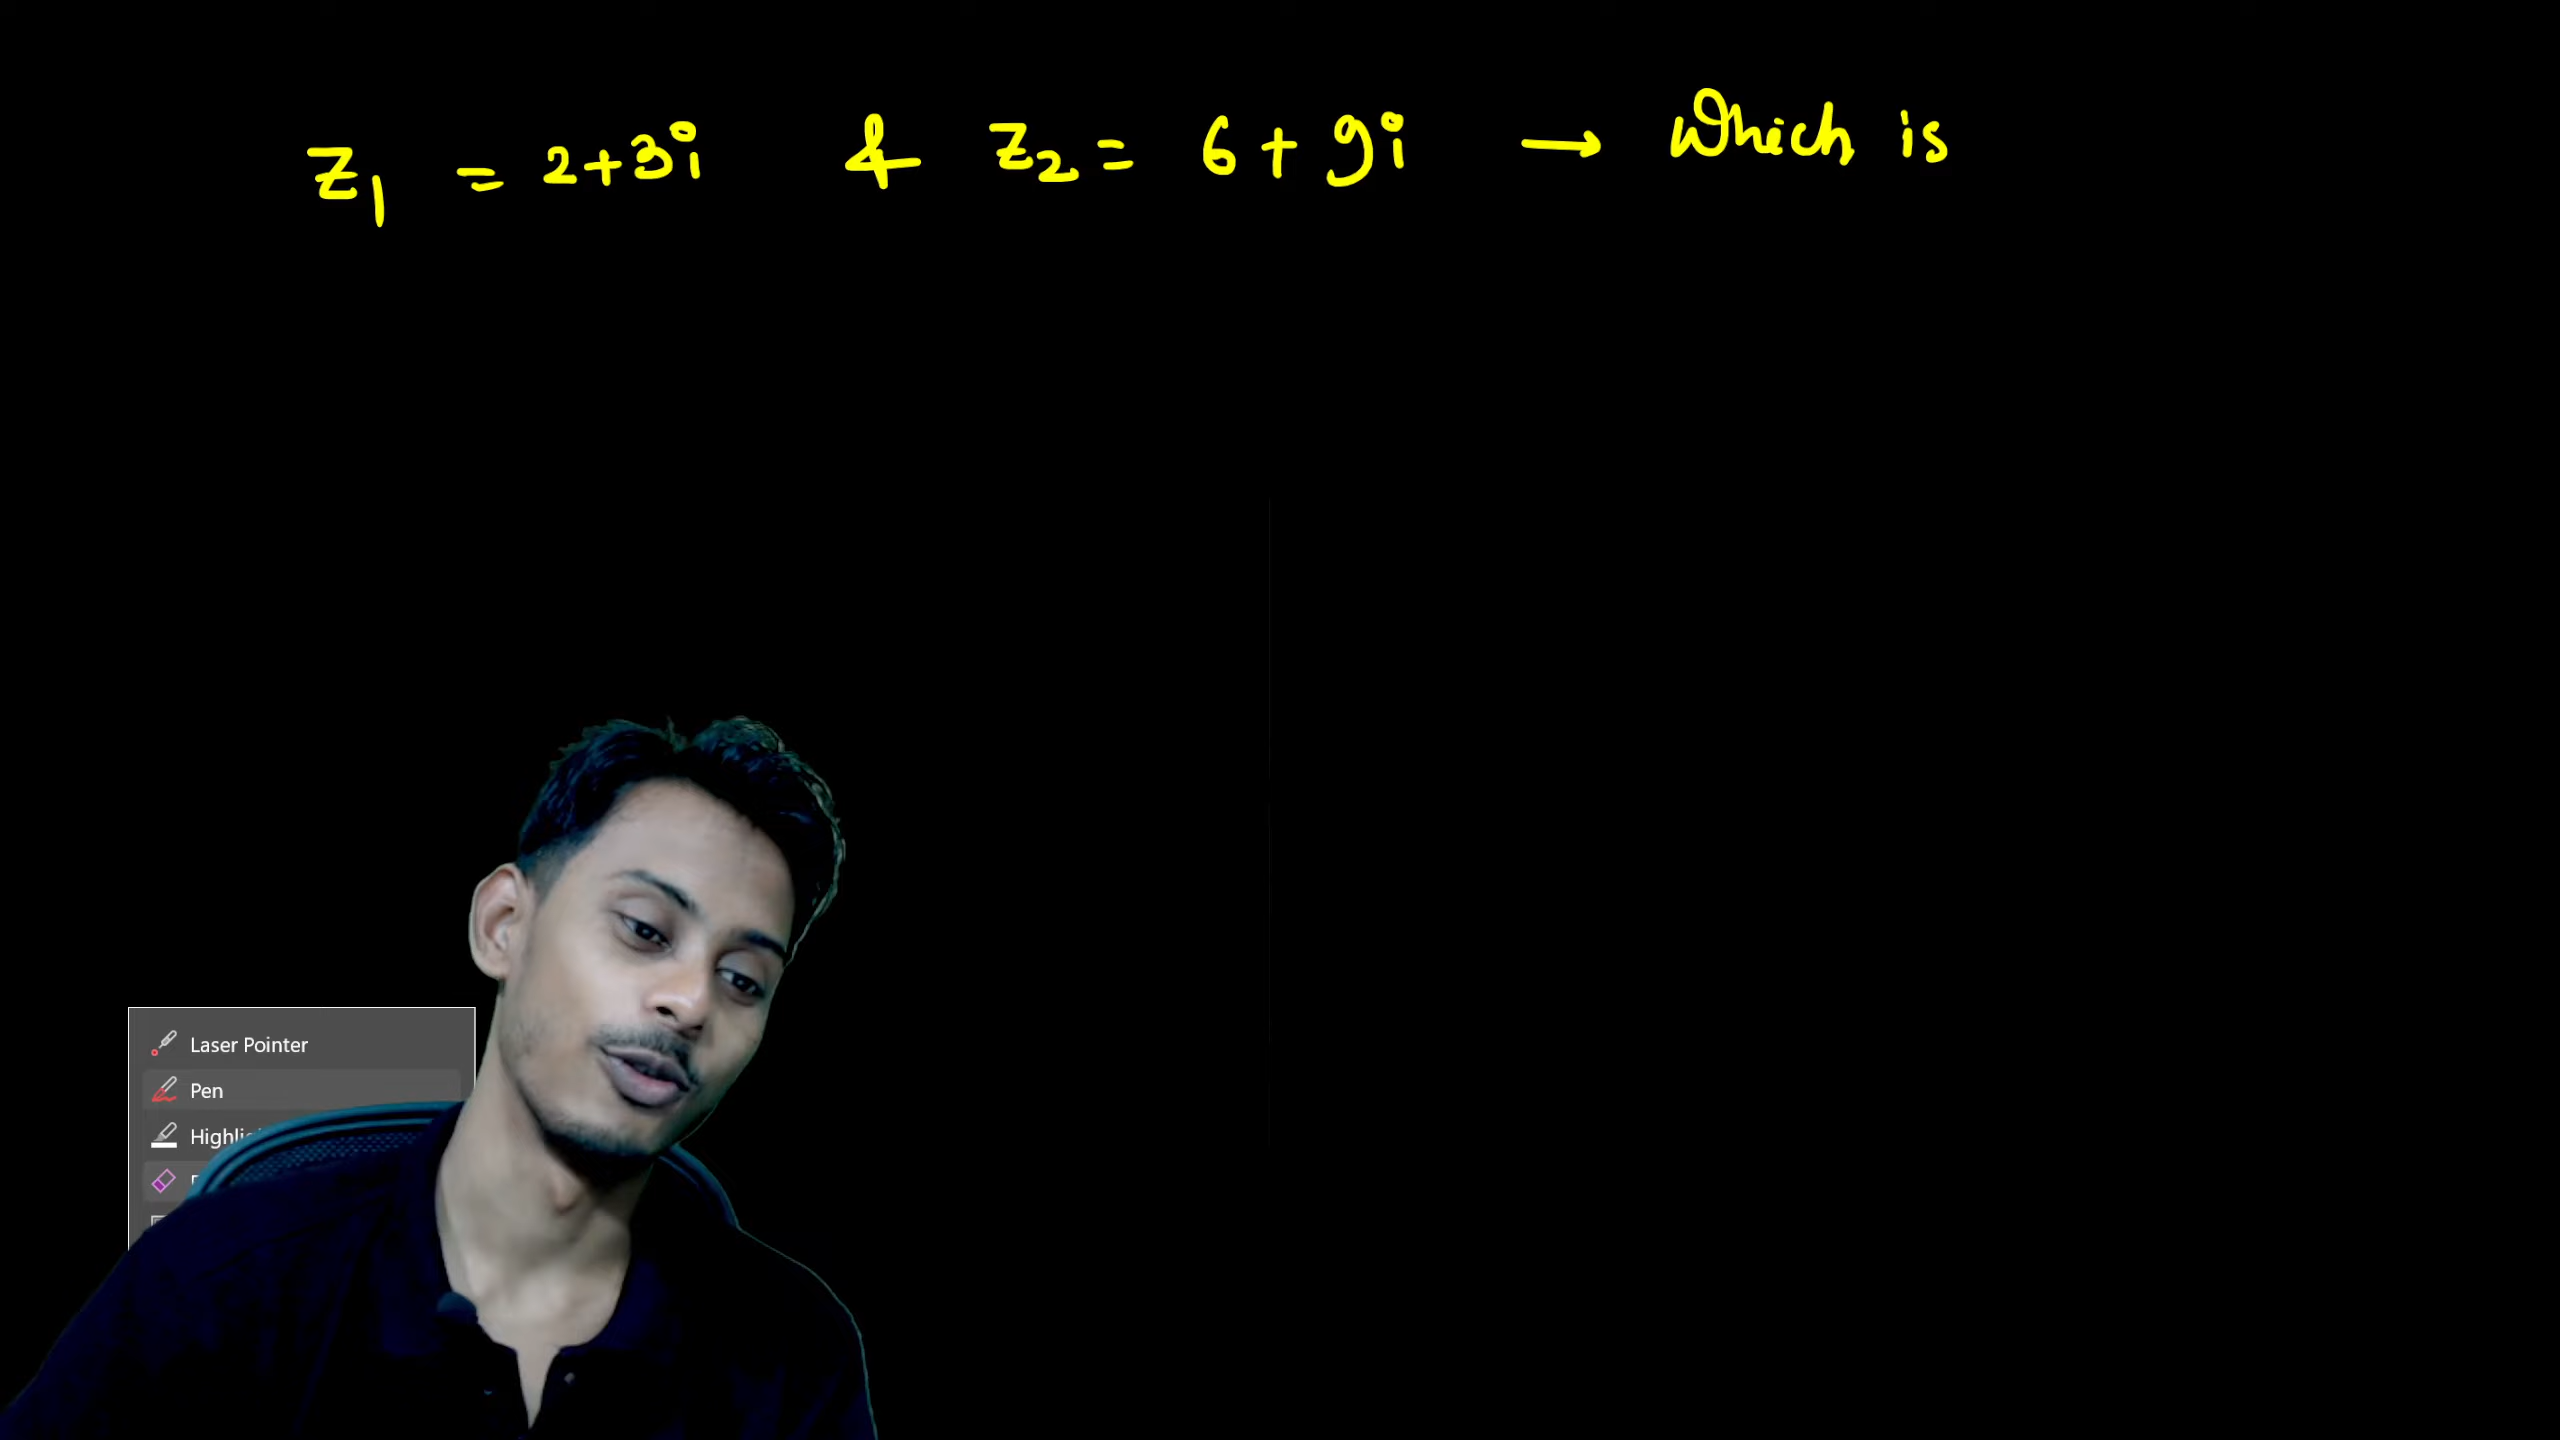 z₁ = 2+3i & z₂ = 6+9i → Which is
Laser Pointer
Pen